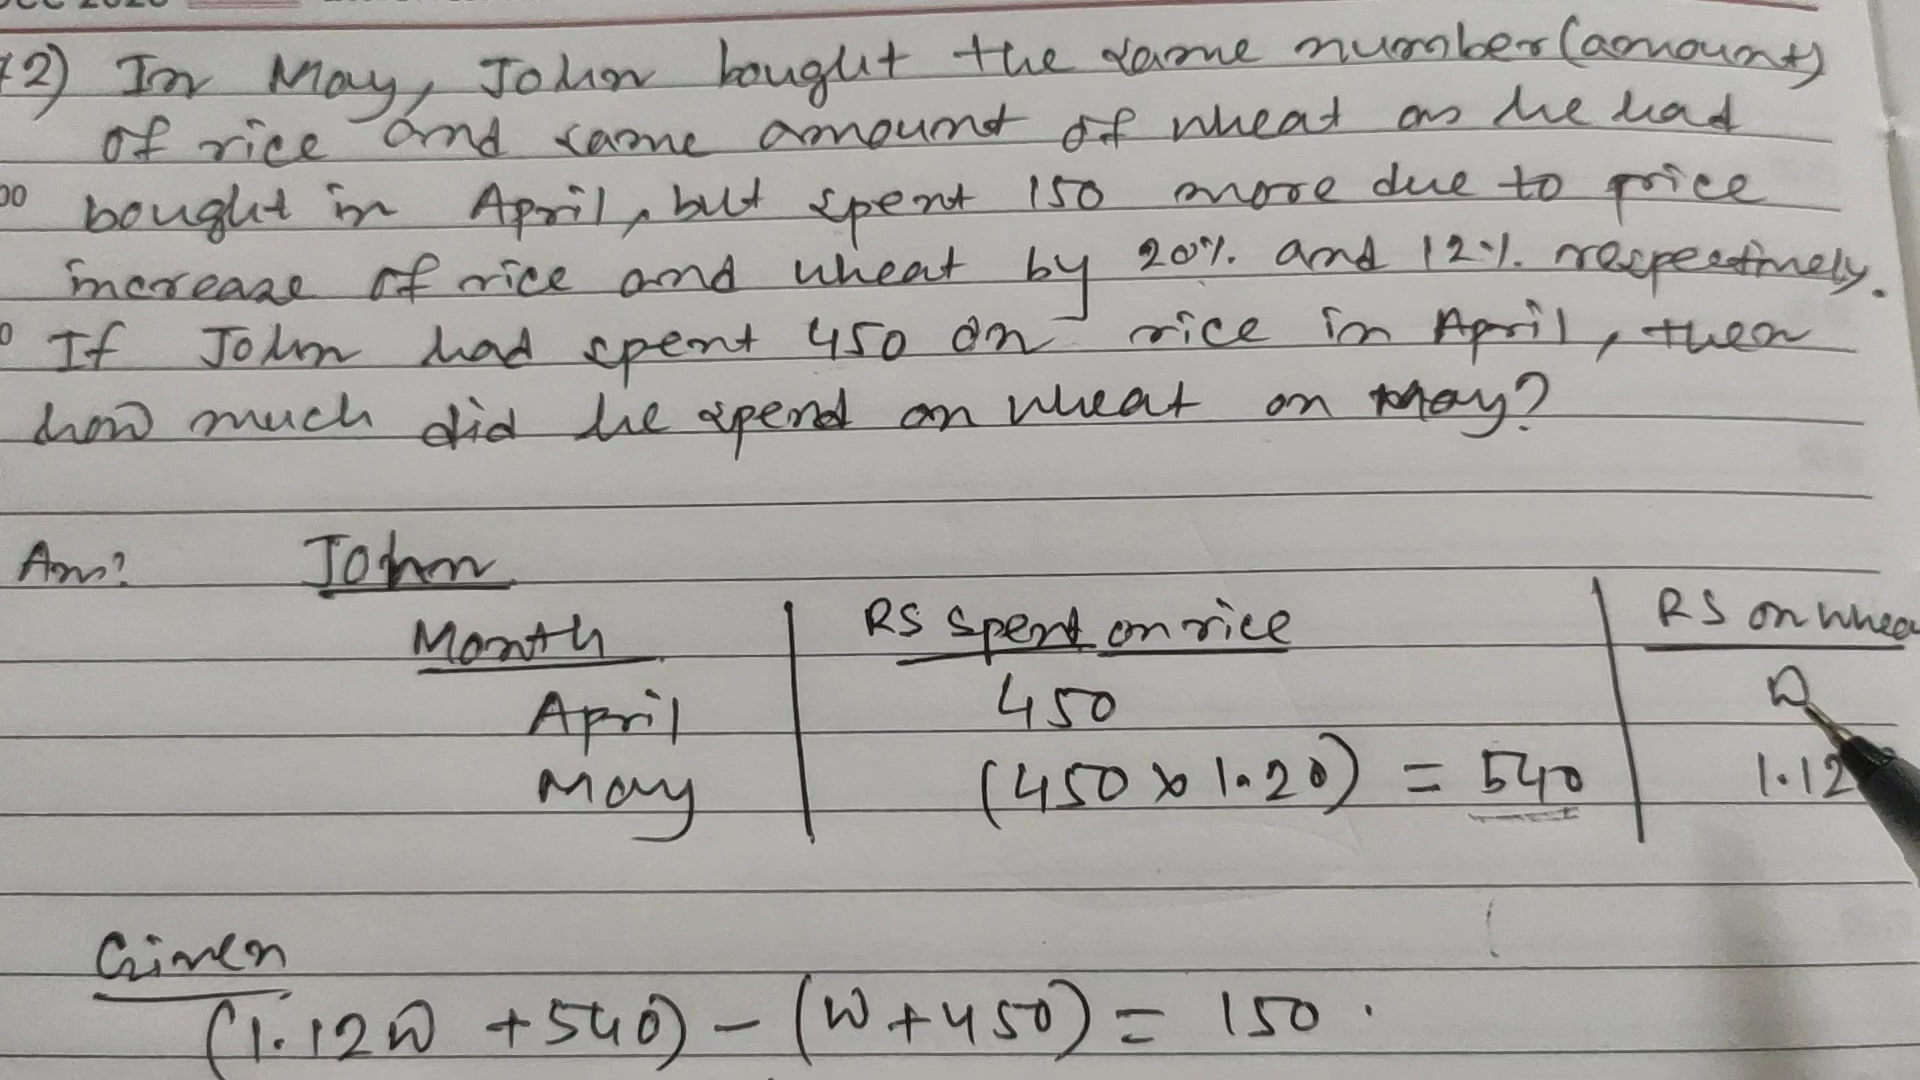 2) In May, John bought the same number (amount)
of rice and same amount of wheat as he had
bought in April, but spent 150 more due to price
increase of rice and wheat by 20% and 12% respectively.
If John had spent 450 on rice in April, then
how much did he spend on wheat on May?
Ans: John
Month RS spent on rice RS on whea
April 450 W
May (450 x 1.20) = 540 1.12
Given
(1.12W + 540) - (W + 450) = 150.